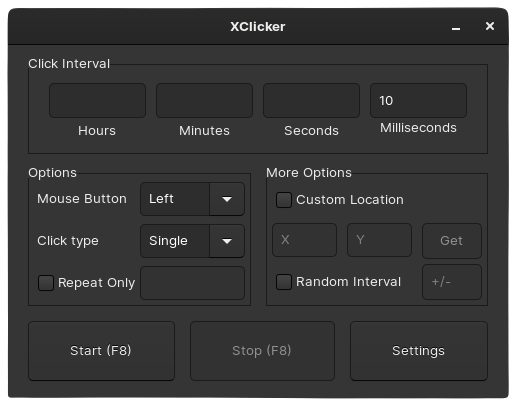 XClicker
Click Interval
10
Hours Minutes Seconds Milliseconds
Options More Options
Mouse Button Left Custom Location
Click type Single X Y Get
Repeat Only Random Interval +/-
Start (F8) Stop (F8) Settings